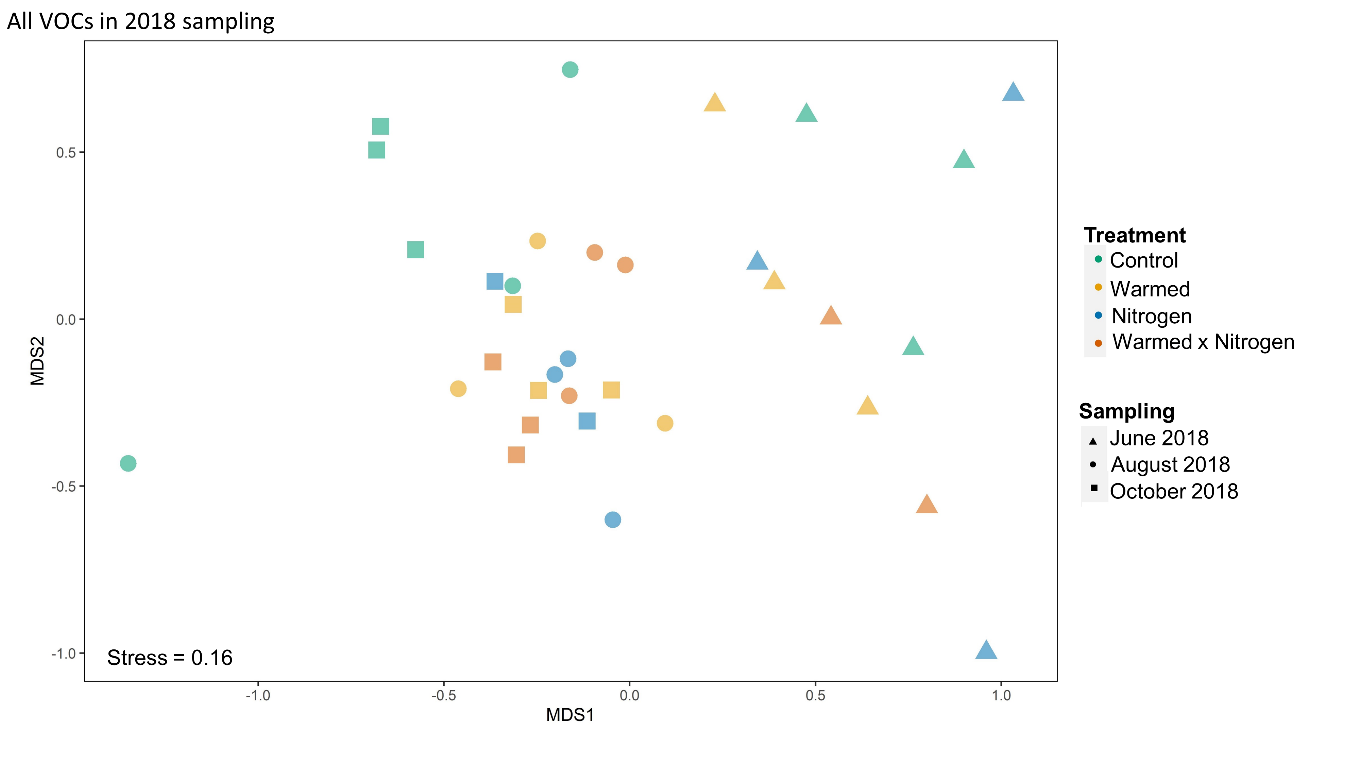 All VOCs in 2018 sampling
0.5
0.0
-0.5
-1.0
MDS2
Stress = 0.16
-1.0
-0.5
0.0
0.5
1.0
MDS1
Treatment
Control
Warmed
Nitrogen
Warmed x Nitrogen
Sampling
June 2018
August 2018
October 2018